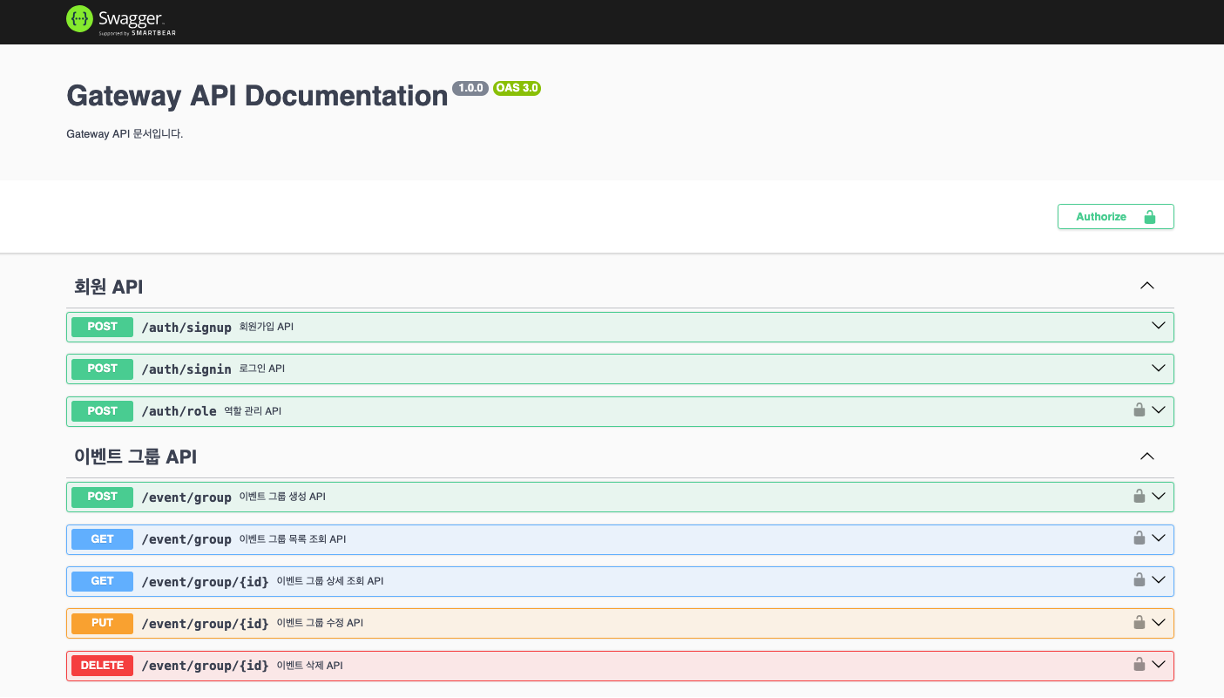 Swagger
Supported by SMARTBEAR
Gateway API Documentation 1.0.0 OAS 3.0
Gateway API 문서입니다.
Authorize
회원 API
POST /auth/signup 회원가입 API
POST /auth/signin 로그인 API
POST /auth/role 역할 관리 API
이벤트 그룹 API
POST /event/group 이벤트 그룹 생성 API
GET /event/group 이벤트 그룹 목록 조회 API
GET /event/group/{id} 이벤트 그룹 상세 조회 API
PUT /event/group/{id} 이벤트 그룹 수정 API
DELETE /event/group/{id} 이벤트 삭제 API